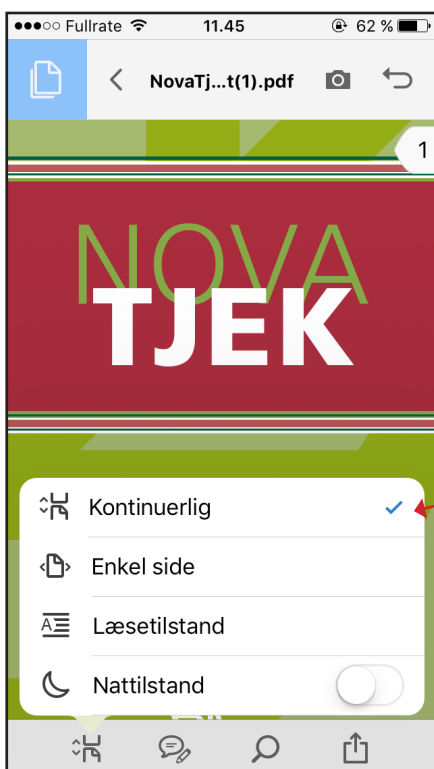 Fullrate 11.45 62 %
NovaTj...t(1).pdf
1
NOVA
TJEK
Kontinuerlig
Enkel side
Læsetilstand
Nattilstand